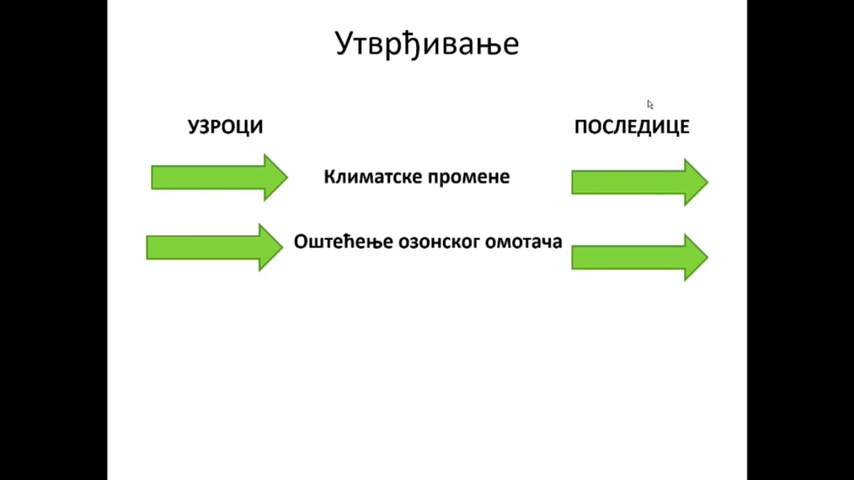 Утврђивање
УЗРОЦИ
ПОСЛЕДИЦЕ
Климатске промене
Оштећење озонског омотача